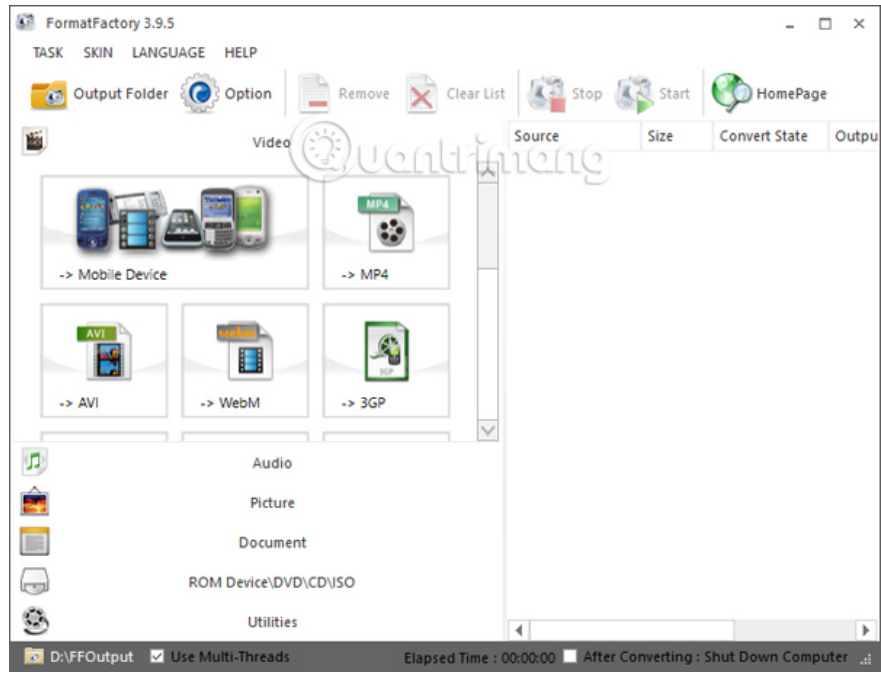 FormatFactory 3.9.5
TASK SKIN LANGUAGE HELP
Output Folder Option Remove Clear List Stop Start HomePage
Video
Source Size Convert State Outpu
Quantrimang
MP4
-> Mobile Device -> MP4
AVI webm 3GP
-> AVI -> WebM -> 3GP
Audio
Picture
Document
ROM Device\DVD\CD\ISO
Utilities
D:\FFOutput Use Multi-Threads Elapsed Time : 00:00:00 After Converting : Shut Down Computer